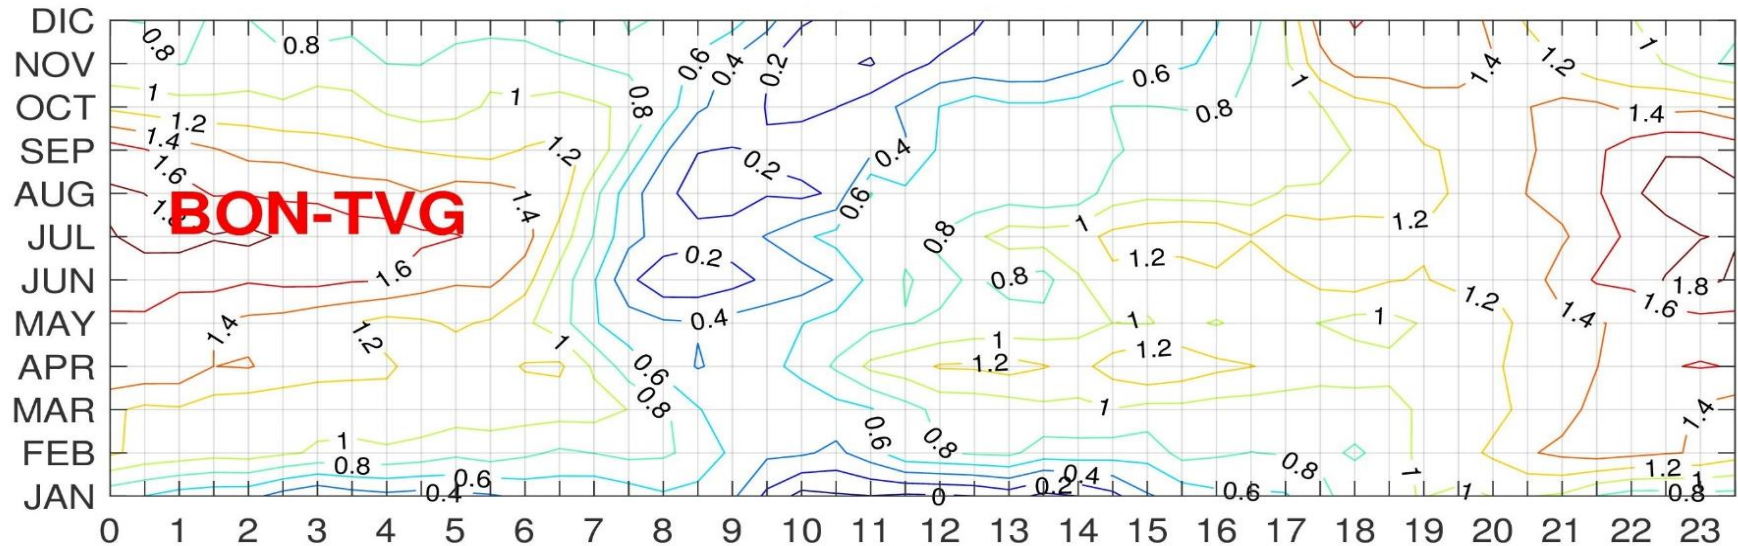 DIC
0.8 0.8 0.6 0.4 0.2 1.4 1.2 1
NOV
0.6 1
OCT
1 1 0.8 0.8 1.4
1.2 1.2
1.4
SEP
1.6 0.2 0.4
AUG
BON-TVG
1.4 0.6 1 1.2
JUL
0.8
1.6 0.2 0.8 1.2
JUN
1.2 1.8
1.4 1.6
MAY
1.4 1.2 0.4 1 1
1 1 1.2
APR
0.6 1.2
MAR
0.8 1 1.4
FEB
1 0.6 0.8
0.8 0.6 0.4 0.8 1 1.2 1
JAN
0.4 0 0.2 0.6 1 0.8
0 1 2 3 4 5 6 7 8 9 10 11 12 13 14 15 16 17 18 19 20 21 22 23